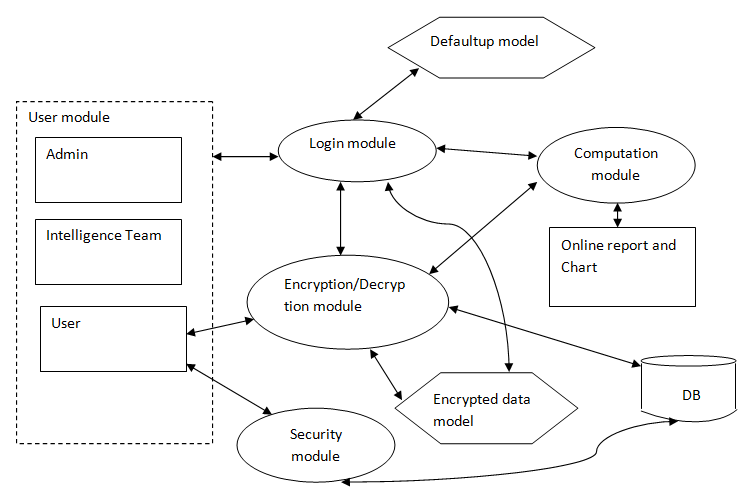 Defaultup model
User module
Admin
Login module
Computation
module
Intelligence Team
Online report and
Chart
Encryption/Decryp
tion module
User
Encrypted data
model
DB
Security
module